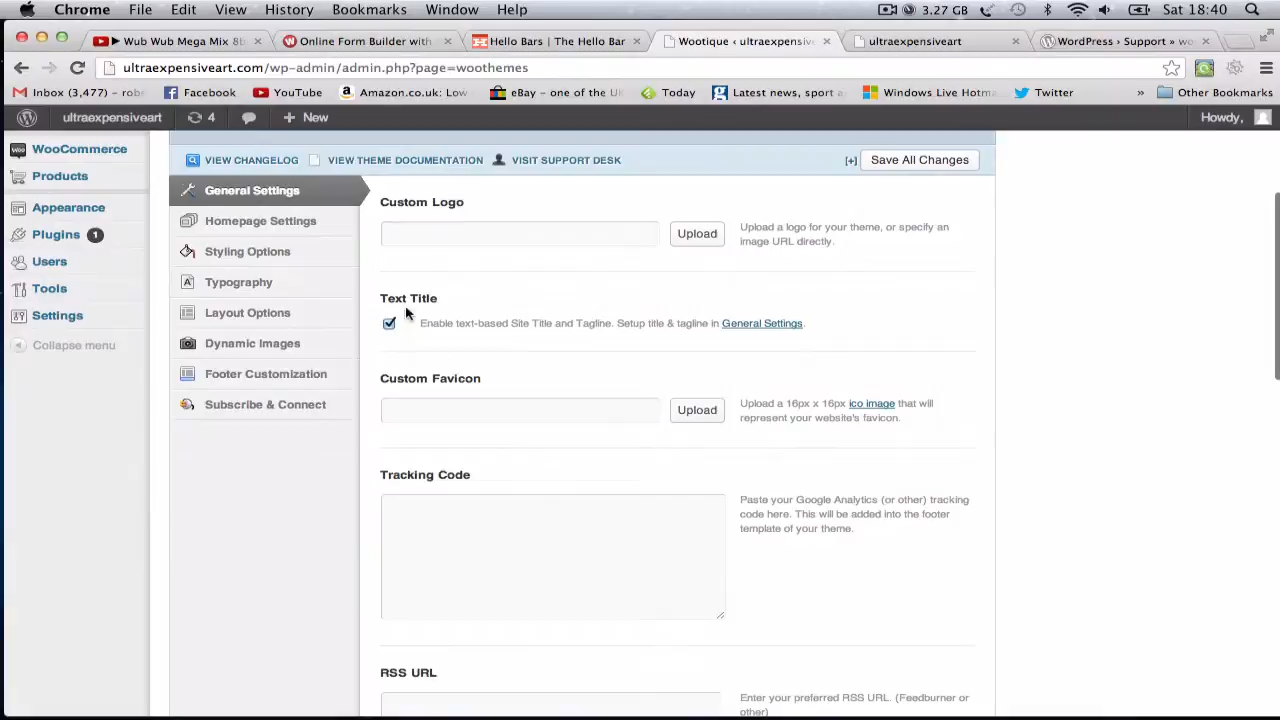 Chrome File Edit View History Bookmarks Window Help 3.27 GB Sat 18:40
▶ Wub Wub Mega Mix 8b × Online Form Builder with × Hello Bars | The Hello Bar × Wootique ‹ ultraexpensiv × ultraexpensiveart × WordPress › Support » wo ×
ultraexpensiveart.com/wp-admin/admin.php?page=woothemes
Inbox (3,477) – robe Facebook YouTube Amazon.co.uk: Low eBay – one of the UK Today Latest news, sport a Windows Live Hotma Twitter » Other Bookmarks
ultraexpensiveart 4 + New Howdy,
WooCommerce
Products
Appearance
Plugins 1
Users
Tools
Settings
Collapse menu
VIEW CHANGELOG VIEW THEME DOCUMENTATION VISIT SUPPORT DESK [+] Save All Changes
General Settings
Homepage Settings
Styling Options
Typography
Layout Options
Dynamic Images
Footer Customization
Subscribe & Connect
Custom Logo
Upload
Upload a logo for your theme, or specify an
image URL directly.
Text Title
Enable text-based Site Title and Tagline. Setup title & tagline in General Settings.
Custom Favicon
Upload
Upload a 16px x 16px ico image that will
represent your website's favicon.
Tracking Code
Paste your Google Analytics (or other) tracking
code here. This will be added into the footer
template of your theme.
RSS URL
Enter your preferred RSS URL. (Feedburner or
other)